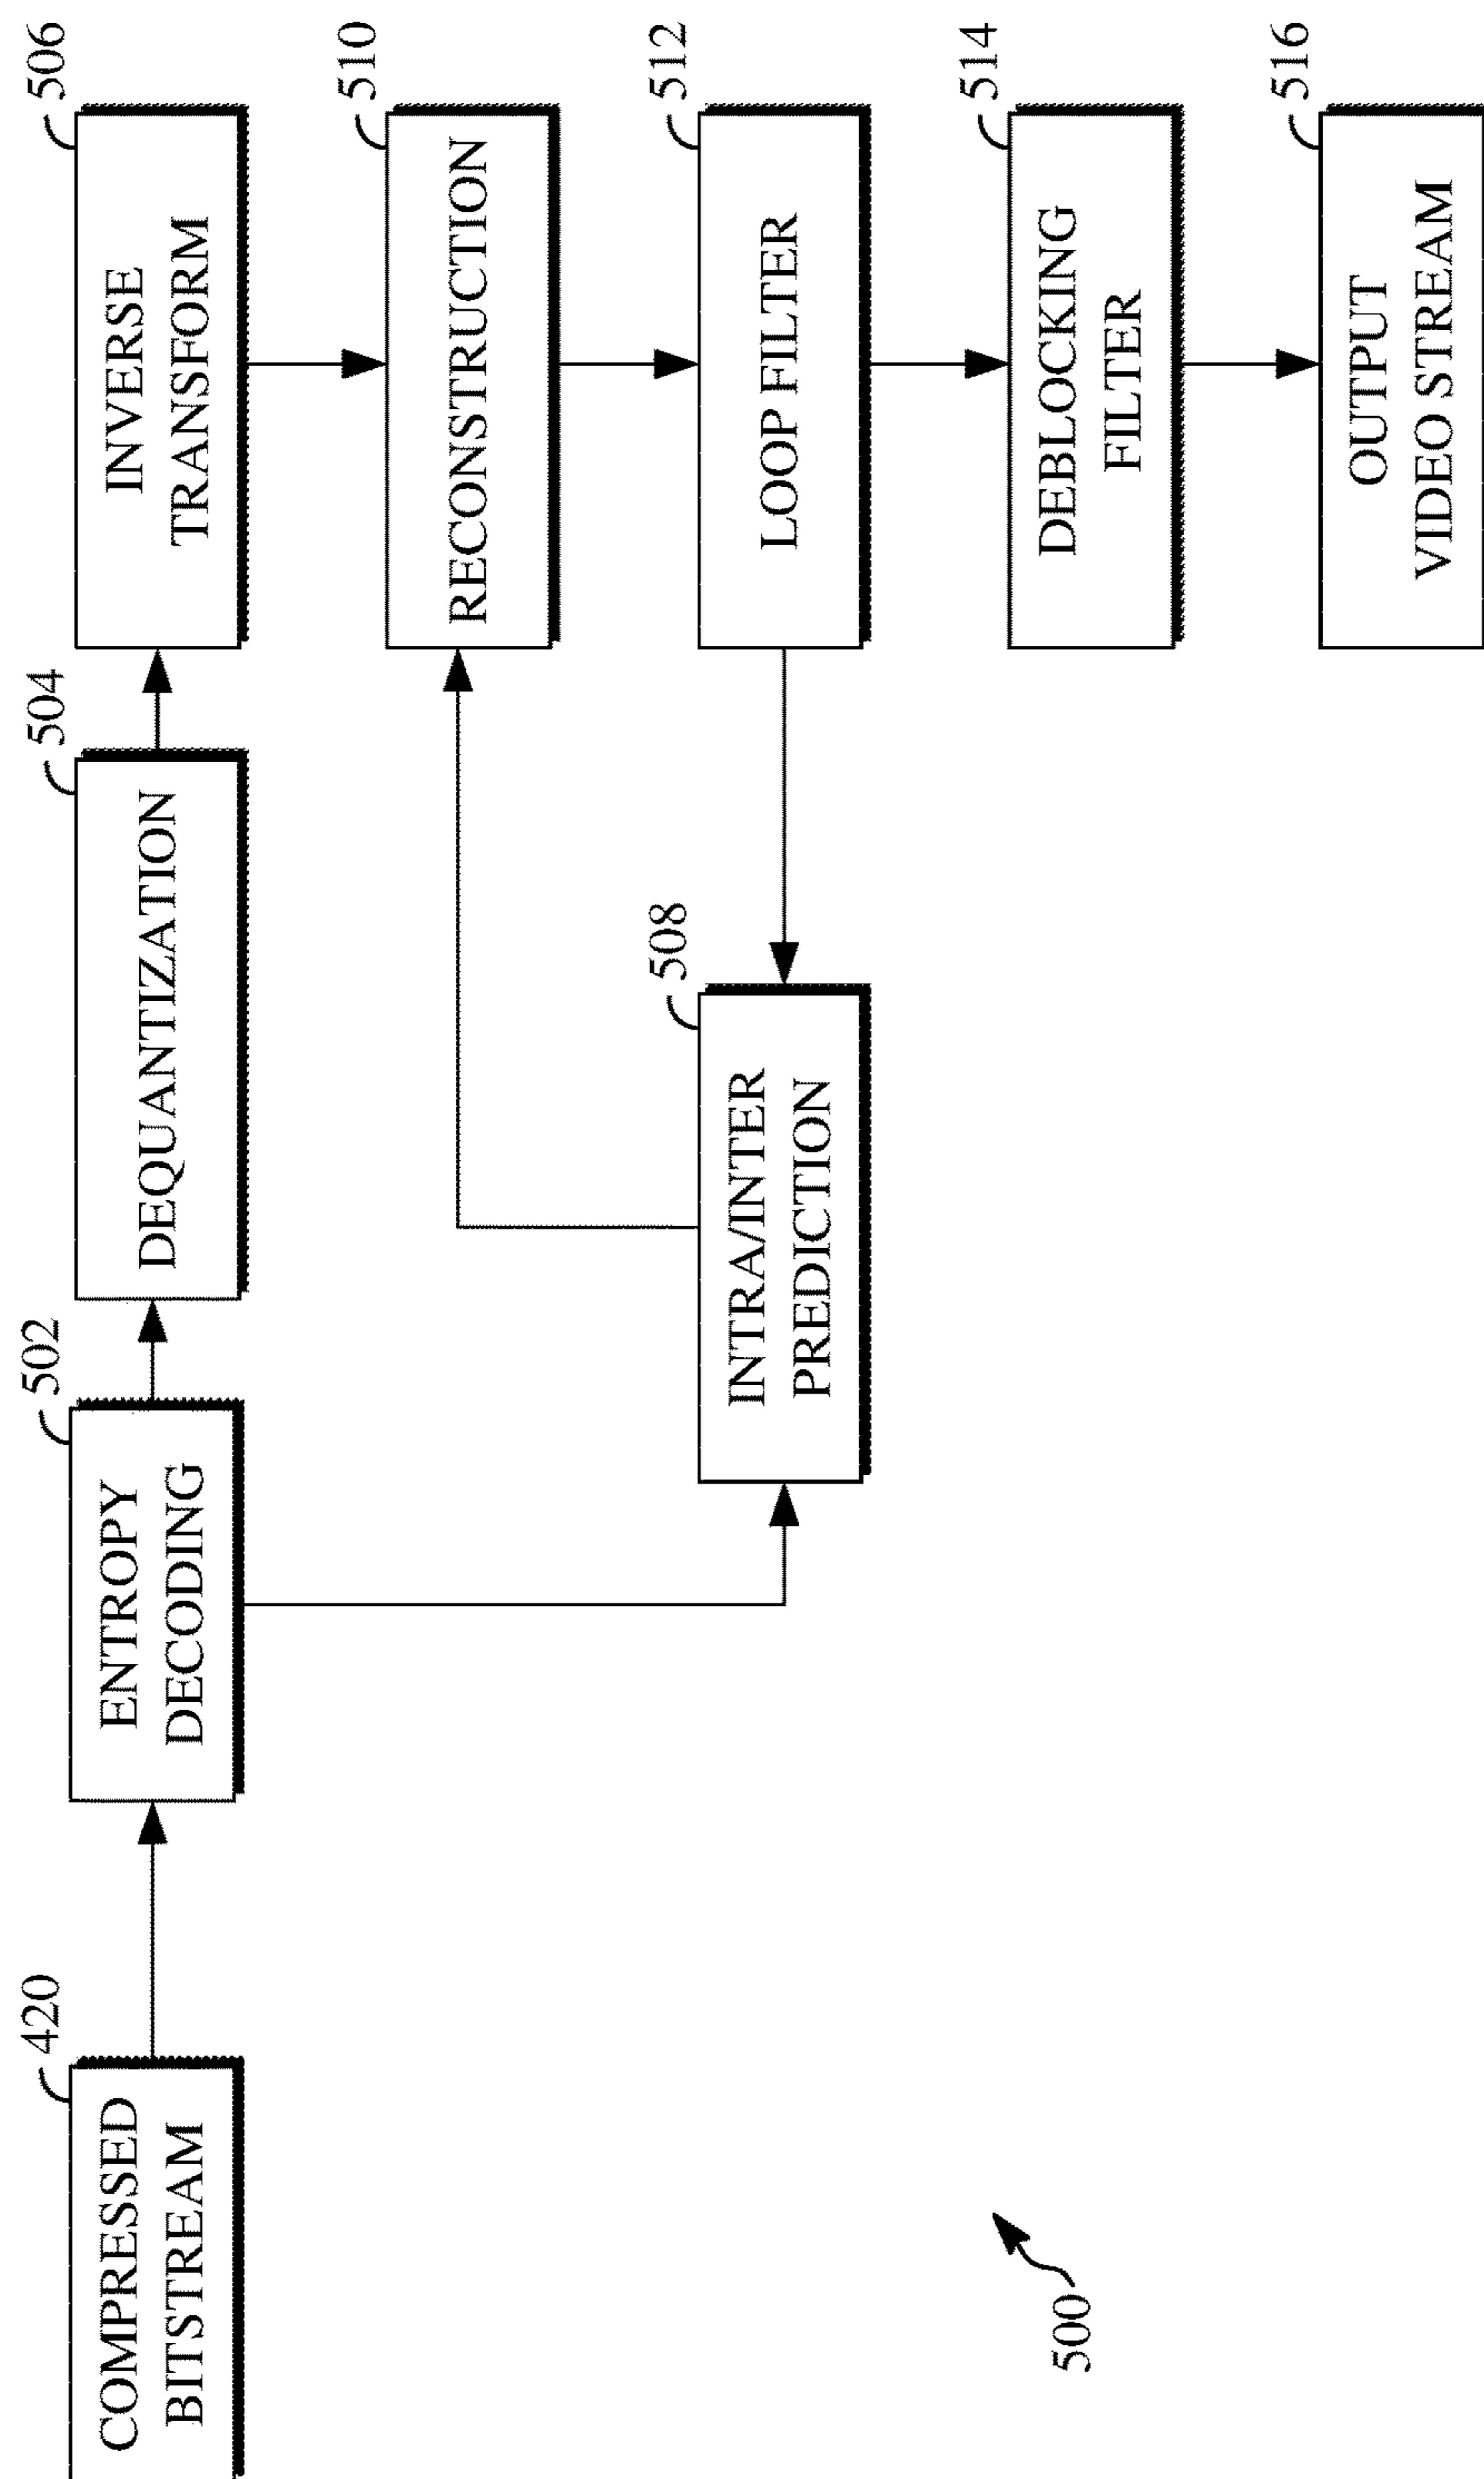 420
COMPRESSED
BITSTREAM
502
ENTROPY
DECODING
504
DEQUANTIZATION
506
INVERSE
TRANSFORM
508
INTRA/INTER
PREDICTION
510
RECONSTRUCTION
512
LOOP FILTER
514
DEBLOCKING
FILTER
516
OUTPUT
VIDEO STREAM
500